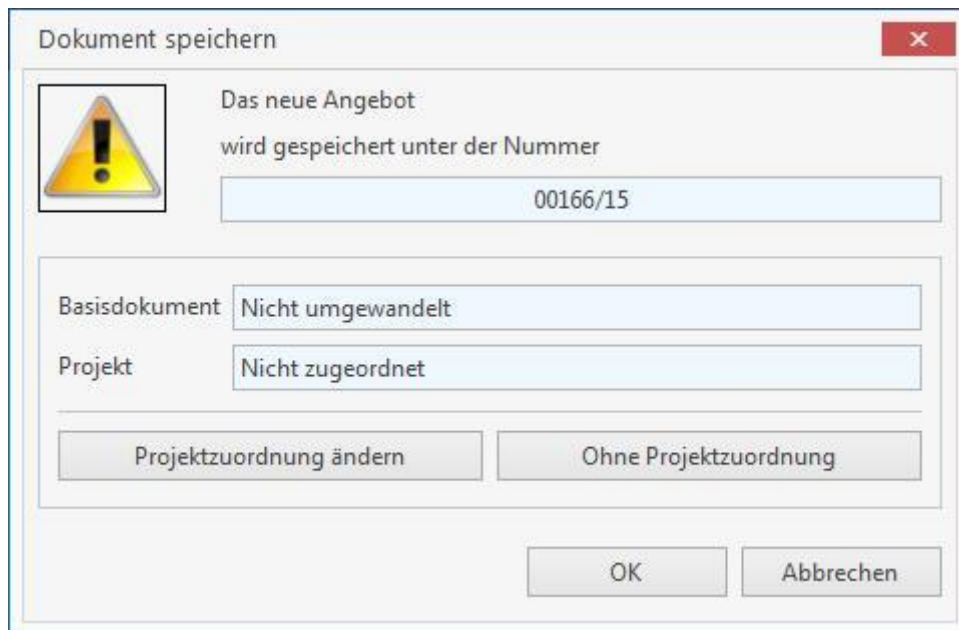 Dokument speichern
Das neue Angebot
wird gespeichert unter der Nummer
00166/15
Basisdokument Nicht umgewandelt
Projekt Nicht zugeordnet
Projektzuordnung ändern Ohne Projektzuordnung
OK Abbrechen